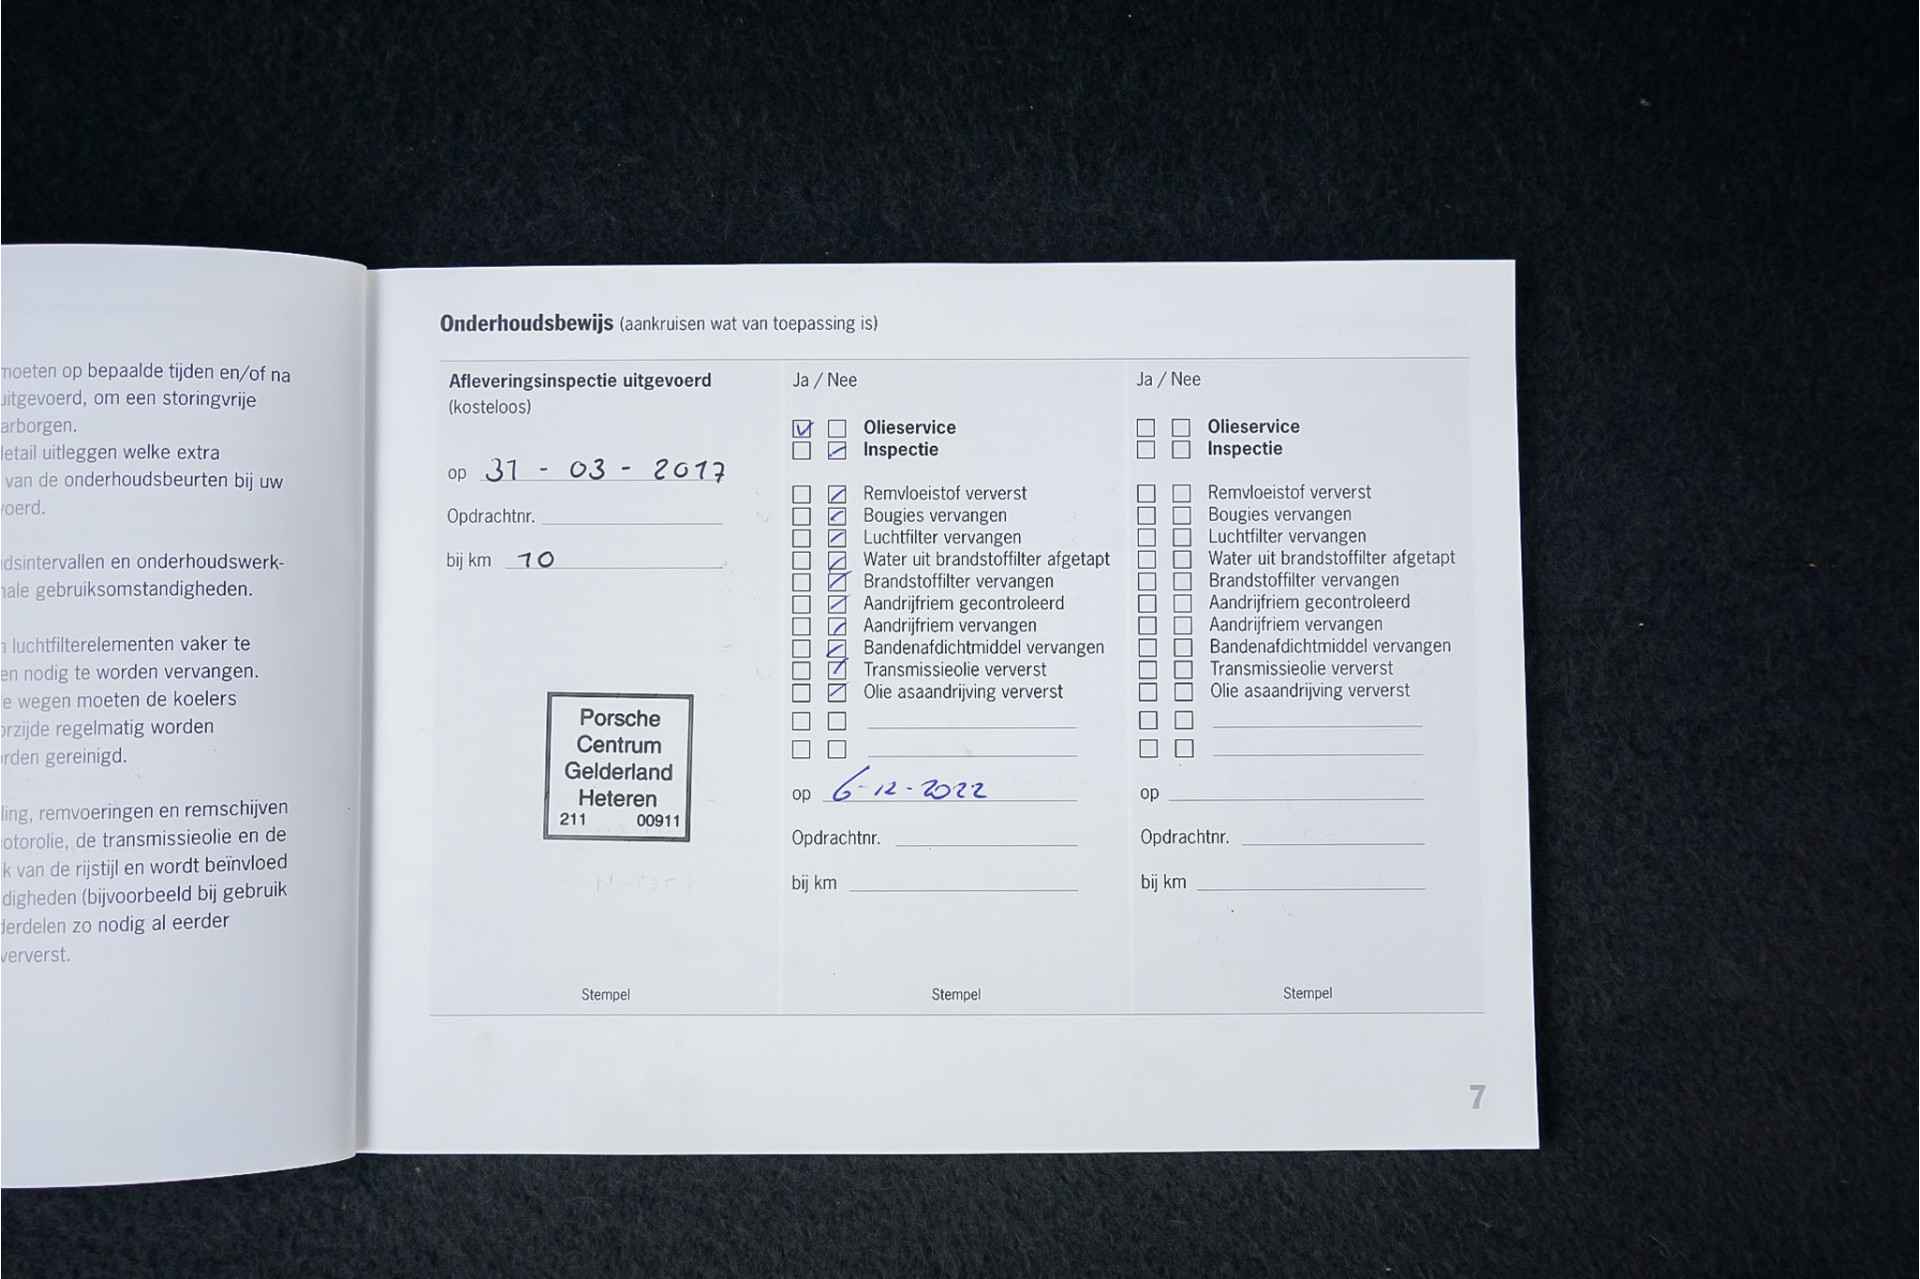 moeten op bepaalde tijden en/of na
uitgevoerd, om een storingvrije
arborgen.
detail uitleggen welke extra
van de onderhoudsbeurten bij uw
voerd.
dsintervallen en onderhoudswerk-
nale gebruiksomstandigheden.
luchtfilterelementen vaker te
en nodig te worden vervangen.
e wegen moeten de koelers
orzijde regelmatig worden
orden gereinigd.
ling, remvoeringen en remschijven
otorolie, de transmissieolie en de
k van de rijstijl en wordt beïnvloed
digheden (bijvoorbeeld bij gebruik
derdelen zo nodig al eerder
ververst.
Onderhoudsbewijs (aankruisen wat van toepassing is)
Afleveringsinspectie uitgevoerd
(kosteloos)
op 31 - 03 - 2017
Opdrachtnr.
bij km 10
Porsche
Centrum
Gelderland
Heteren
211 00911
Stempel
Ja / Nee
Olieservice
Inspectie
Remvloeistof ververst
Bougies vervangen
Luchtfilter vervangen
Water uit brandstoffilter afgetapt
Brandstoffilter vervangen
Aandrijfriem gecontroleerd
Aandrijfriem vervangen
Bandenafdichtmiddel vervangen
Transmissieolie ververst
Olie asaandrijving ververst
op 6-12-2022
Opdrachtnr.
bij km
Stempel
Ja / Nee
Olieservice
Inspectie
Remvloeistof ververst
Bougies vervangen
Luchtfilter vervangen
Water uit brandstoffilter afgetapt
Brandstoffilter vervangen
Aandrijfriem gecontroleerd
Aandrijfriem vervangen
Bandenafdichtmiddel vervangen
Transmissieolie ververst
Olie asaandrijving ververst
op
Opdrachtnr.
bij km
Stempel
7